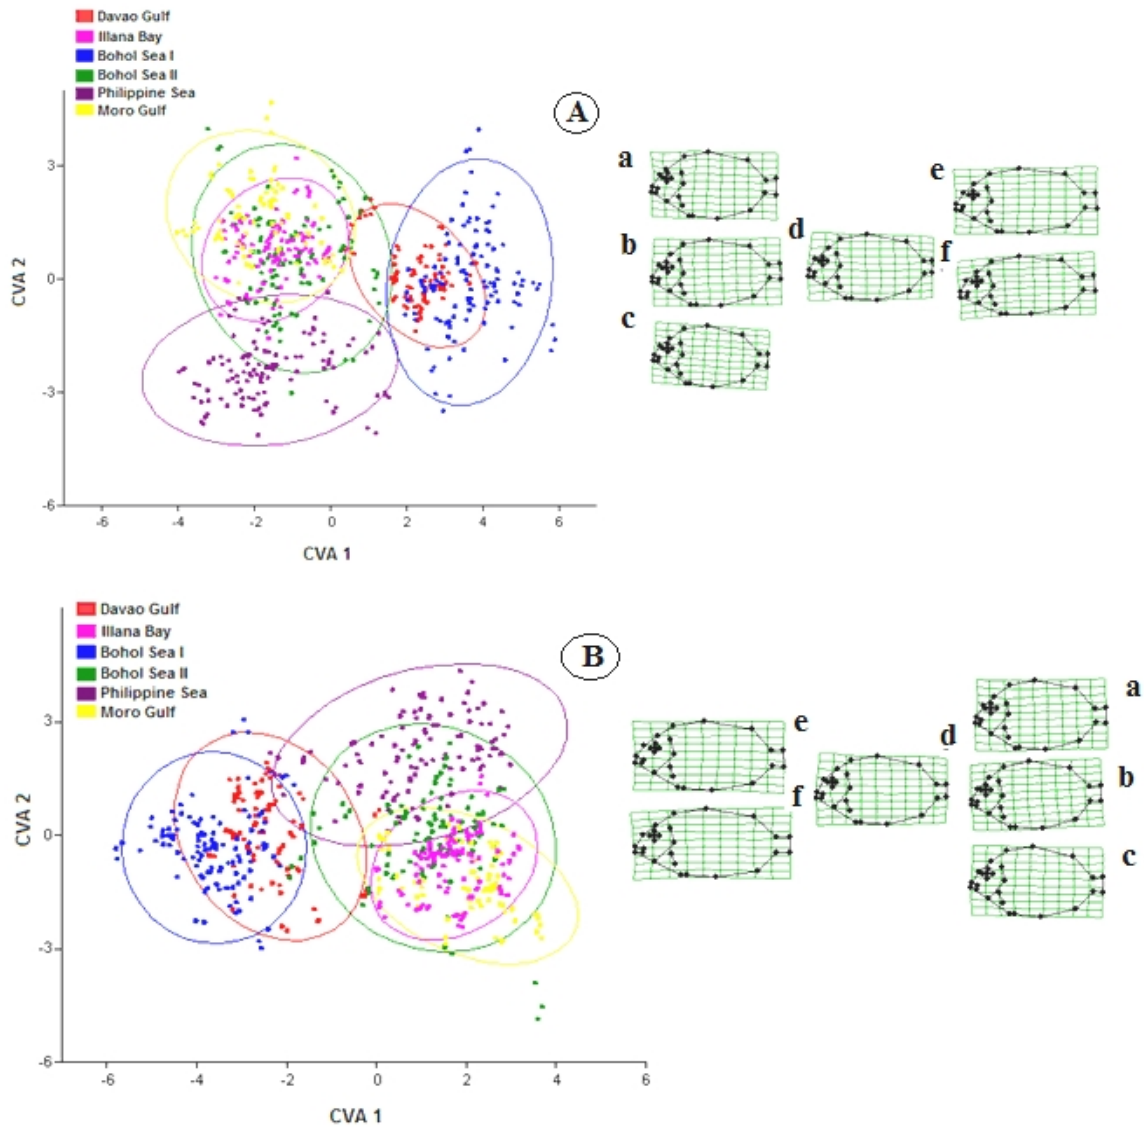 Davao Gulf
Illana Bay
Bohol Sea I
Bohol Sea II
Philippine Sea
Moro Gulf
A
a
b
c
d
e
f
3
0
-3
-6
CVA 2
-6 -4 -2 0 2 4 6
CVA 1
Davao Gulf
Illana Bay
Bohol Sea I
Bohol Sea II
Philippine Sea
Moro Gulf
B
e
f
d
a
b
c
3
0
-3
-6
CVA 2
-6 -4 -2 0 2 4 6
CVA 1